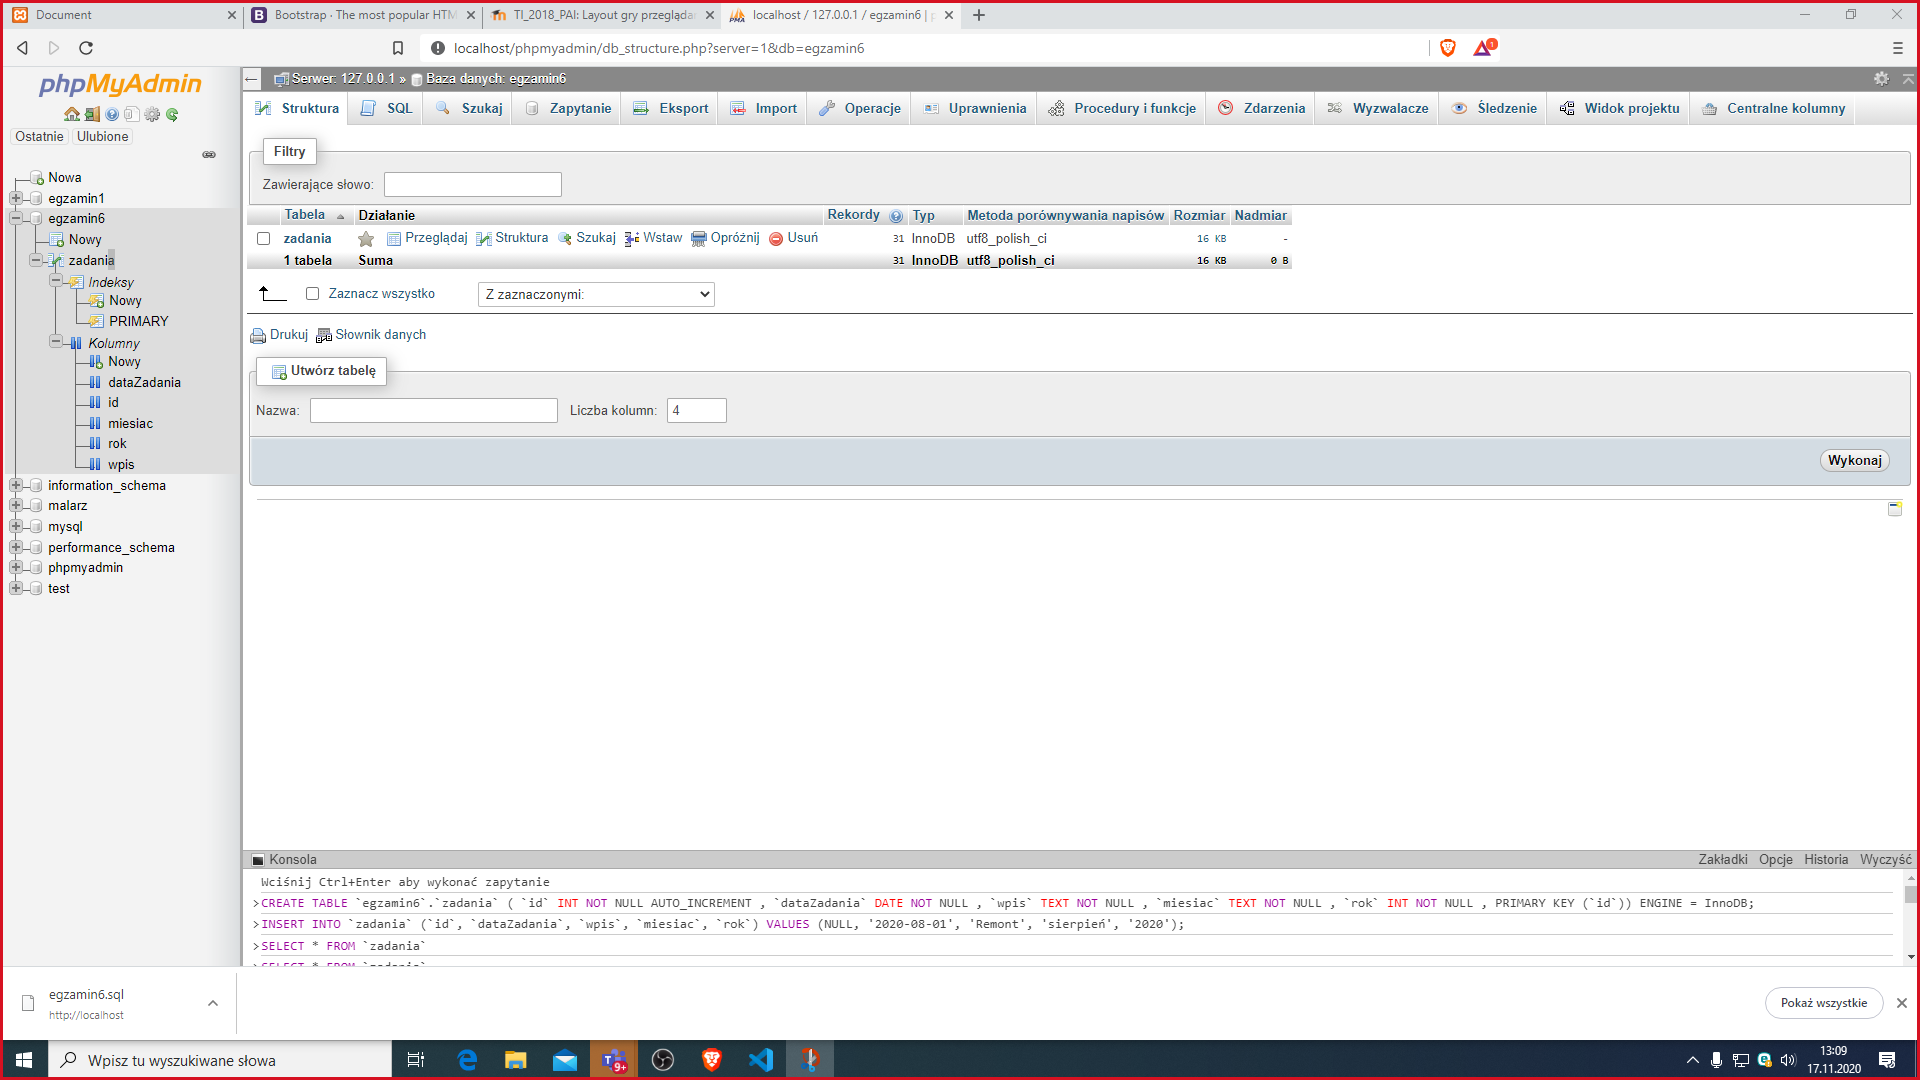 Document
Bootstrap · The most popular HTM
TI_2018_PAI: Layout gry przegląda
localhost / 127.0.0.1 / egzamin6 | p
localhost/phpmyadmin/db_structure.php?server=1&db=egzamin6
1
phpMyAdmin
Ostatnie
Ulubione
Nowa
egzamin1
egzamin6
Nowy
zadania
Indeksy
Nowy
PRIMARY
Kolumny
Nowy
dataZadania
id
miesiac
rok
wpis
information_schema
malarz
mysql
performance_schema
phpmyadmin
test
Serwer: 127.0.0.1 » Baza danych: egzamin6
Struktura SQL Szukaj Zapytanie Eksport Import Operacje Uprawnienia Procedury i funkcje Zdarzenia Wyzwalacze Śledzenie Widok projektu Centralne kolumny
Filtry
Zawierające słowo:
Tabela Działanie Rekordy Typ Metoda porównywania napisów Rozmiar Nadmiar
zadania Przeglądaj Struktura Szukaj Wstaw Opróżnij Usuń 31 InnoDB utf8_polish_ci 16 KB -
1 tabela Suma 31 InnoDB utf8_polish_ci 16 KB 0 B
Zaznacz wszystko Z zaznaczonymi:
Drukuj Słownik danych
Utwórz tabelę
Nazwa: Liczba kolumn: 4
Wykonaj
Konsola Zakładki Opcje Historia Wyczyść
Wciśnij Ctrl+Enter aby wykonać zapytanie
>CREATE TABLE `egzamin6`.`zadania` ( `id` INT NOT NULL AUTO_INCREMENT , `dataZadania` DATE NOT NULL , `wpis` TEXT NOT NULL , `miesiac` TEXT NOT NULL , `rok` INT NOT NULL , PRIMARY KEY (`id`)) ENGINE = InnoDB;
>INSERT INTO `zadania` (`id`, `dataZadania`, `wpis`, `miesiac`, `rok`) VALUES (NULL, '2020-08-01', 'Remont', 'sierpień', '2020');
>SELECT * FROM `zadania`
>SELECT * FROM `zadania`
egzamin6.sql
http://localhost
Pokaż wszystkie
Wpisz tu wyszukiwane słowa
9+
13:09
17.11.2020